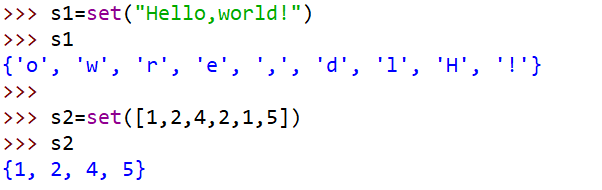 >>> s1=set("Hello,world!")
>>> s1
{'o', 'w', 'r', 'e', ',', 'd', 'l', 'H', '!'}
>>>
>>> s2=set([1,2,4,2,1,5])
>>> s2
{1, 2, 4, 5}